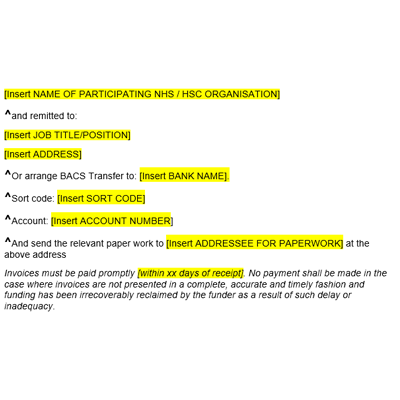 [Insert NAME OF PARTICIPATING NHS / HSC ORGANISATION]
^and remitted to:
[Insert JOB TITLE/POSITION]
[Insert ADDRESS]
^Or arrange BACS Transfer to: [Insert BANK NAME].
^Sort code: [Insert SORT CODE]
^Account: [Insert ACCOUNT NUMBER]
^And send the relevant paper work to [Insert ADDRESSEE FOR PAPERWORK] at the
above address
Invoices must be paid promptly [within xx days of receipt]. No payment shall be made in the
case where invoices are not presented in a complete, accurate and timely fashion and
funding has been irrecoverably reclaimed by the funder as a result of such delay or
inadequacy.